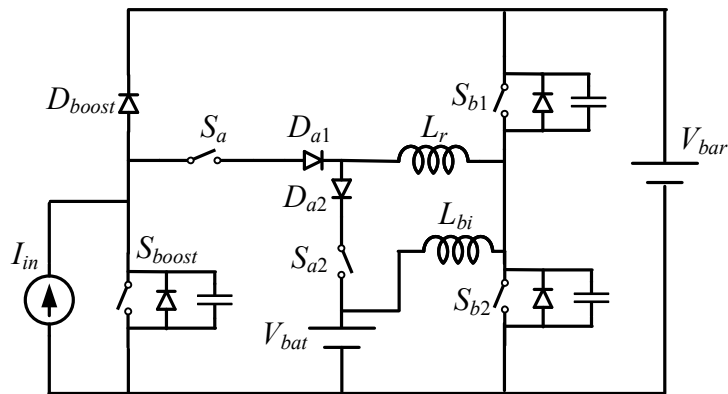 S_b1
D_boost
S_a
D_a1
L_r
V_bar
D_a2
L_bi
I_in
S_boost
S_a2
S_b2
V_bat